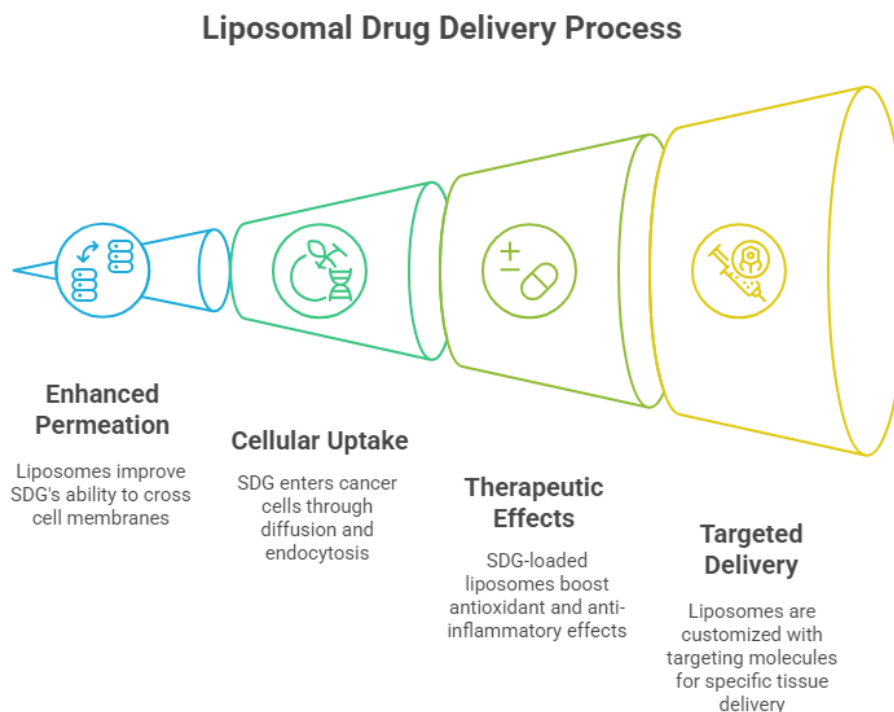 Liposomal Drug Delivery Process
Enhanced
Permeation
Liposomes improve
SDG's ability to cross
cell membranes
Cellular Uptake
SDG enters cancer
cells through
diffusion and
endocytosis
Therapeutic
Effects
SDG-loaded
liposomes boost
antioxidant and anti-
inflammatory effects
Targeted
Delivery
Liposomes are
customized with
targeting molecules
for specific tissue
delivery